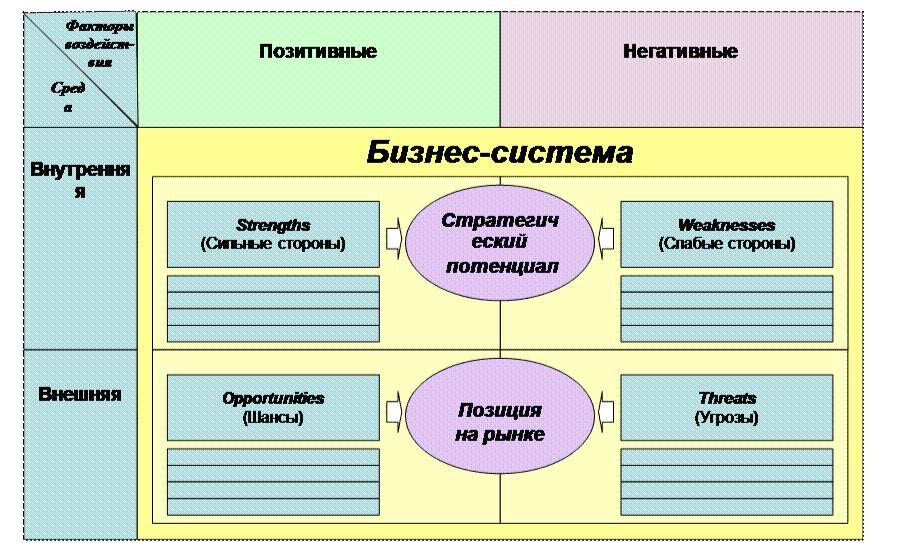 Факторы
воздейст-
вия
Сред
а
Позитивные
Негативные
Внутрення
я
Бизнес-система
Strengths
(Сильные стороны)
Стратегич
еский
потенциал
Weaknesses
(Слабые стороны)
Внешняя
Opportunities
(Шансы)
Позиция
на рынке
Threats
(Угрозы)